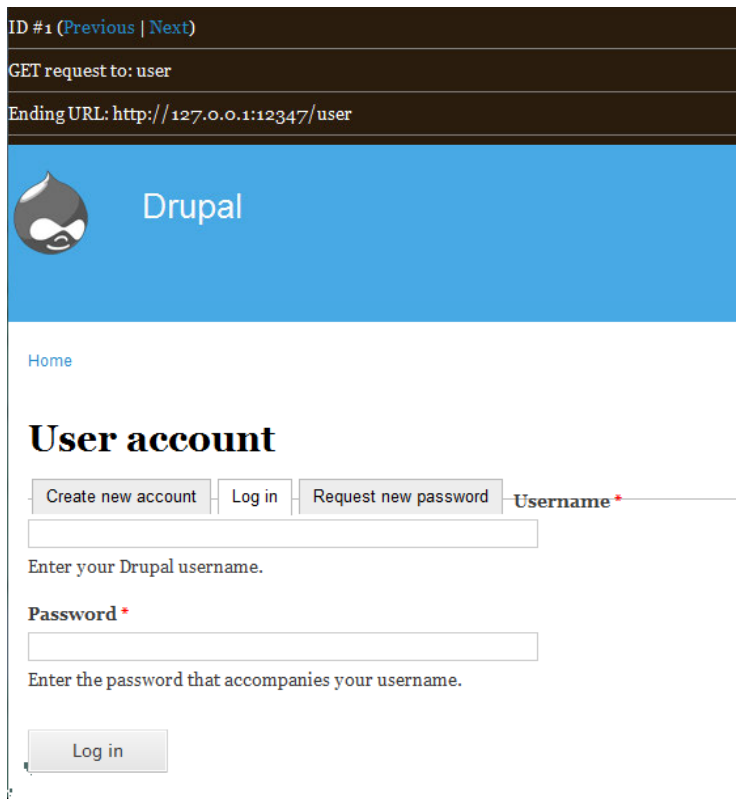 ID #1 (Previous | Next)
GET request to: user
Ending URL: http://127.0.0.1:12347/user
Drupal
Home
User account
Create new account Log in Request new password Username *
Enter your Drupal username.
Password *
Enter the password that accompanies your username.
Log in